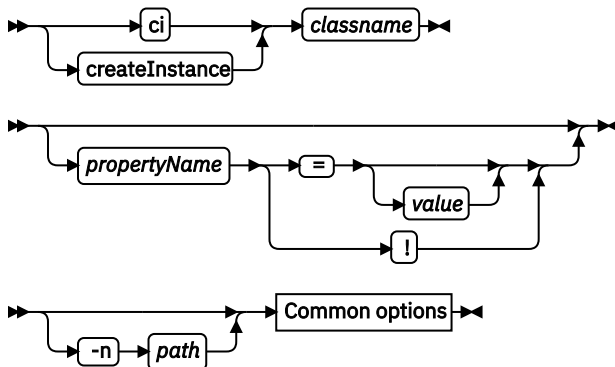 ci classname
createInstance
propertyName = 
value
!
Common options
-n path